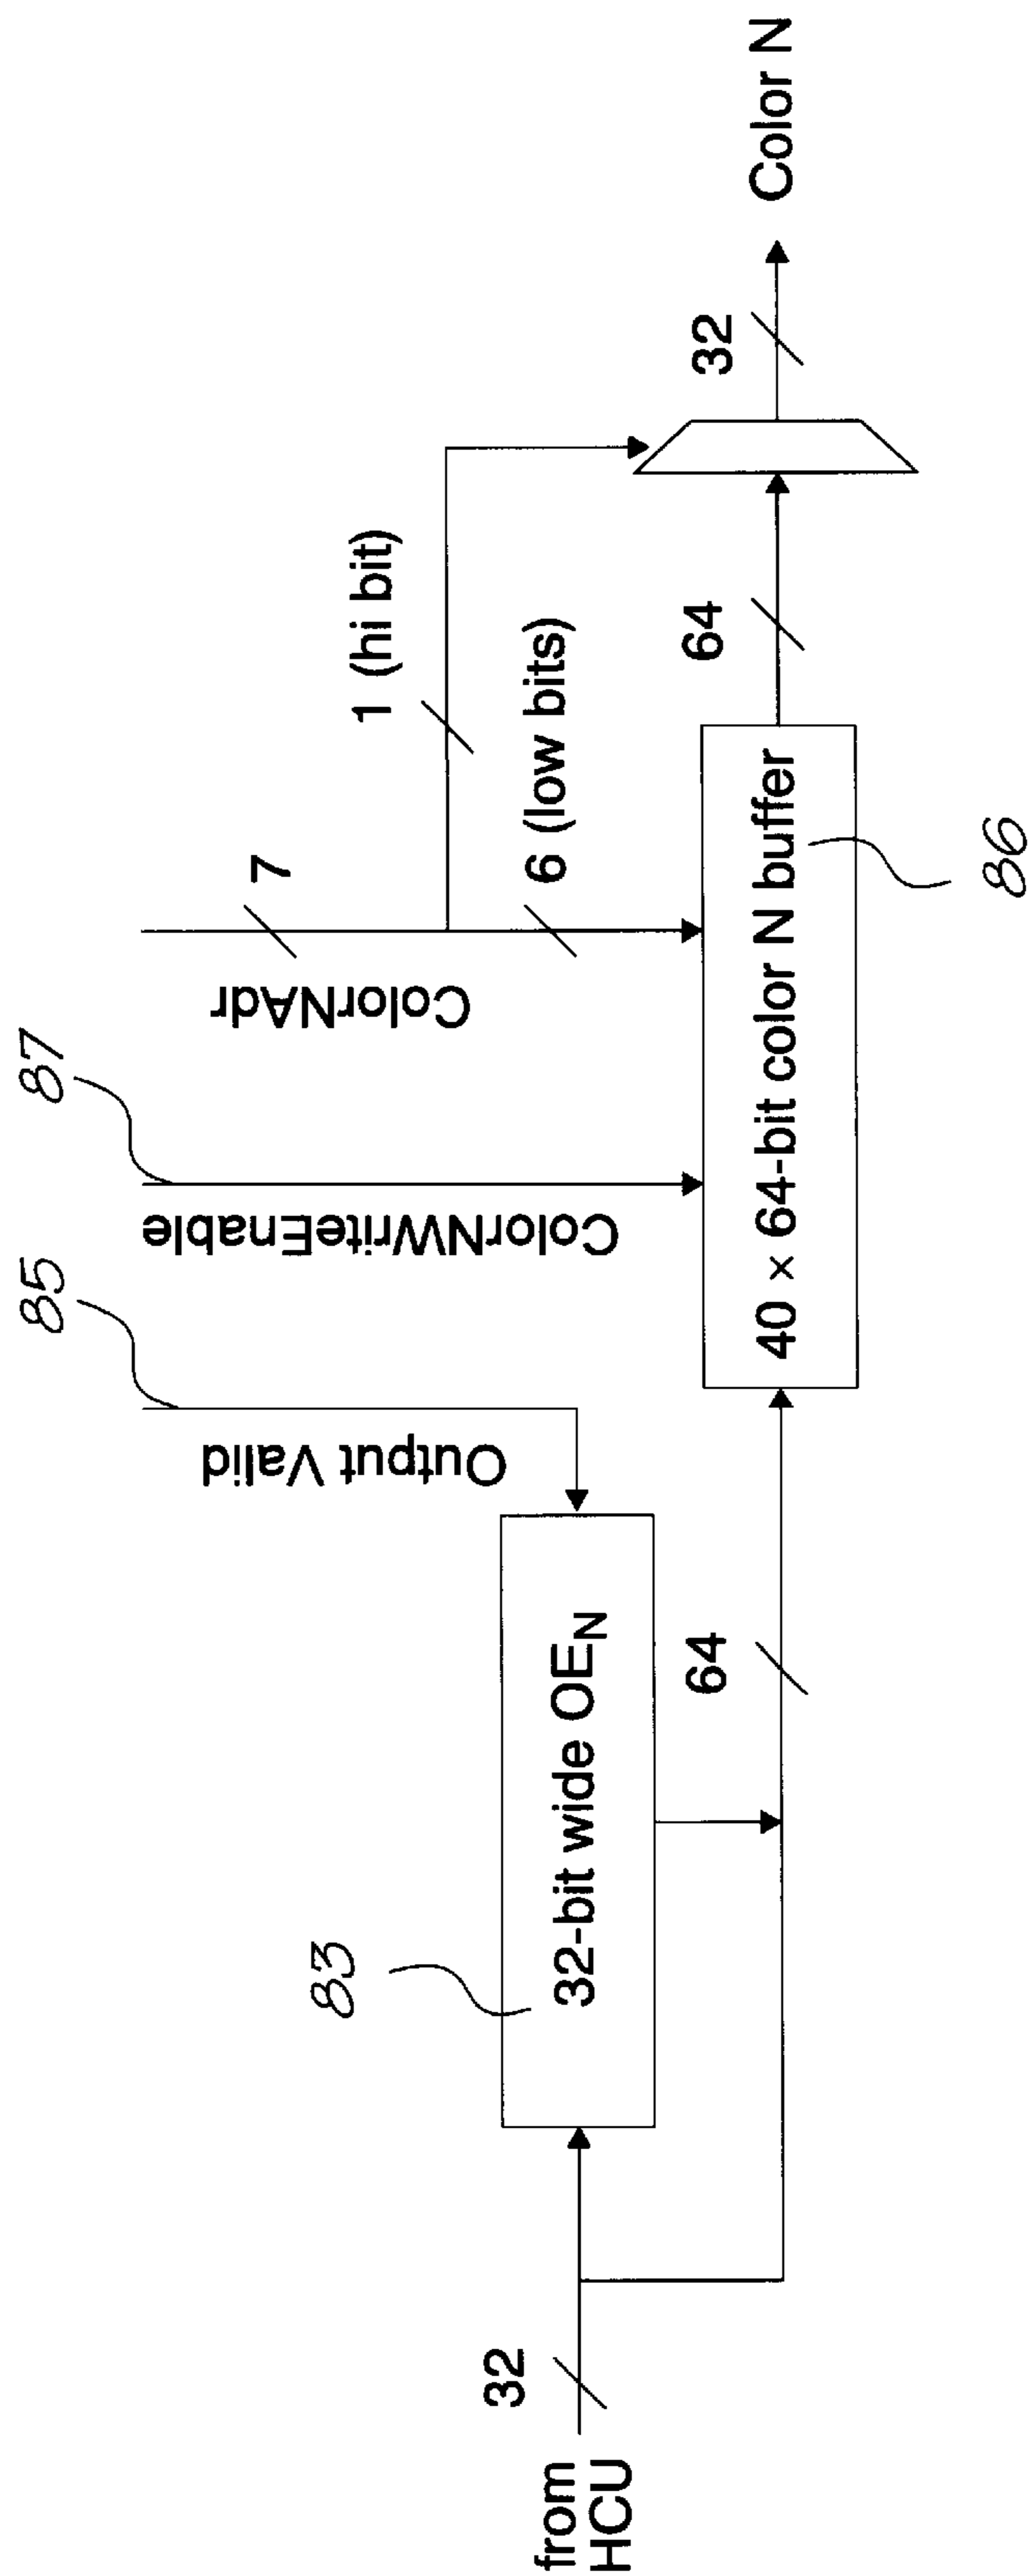 85
87
Output Valid
ColorNWriteEnable
ColorNAdr
7
1 (hi bit)
6 (low bits)
83
from
HCU
32
32-bit wide OE_N
64
40 × 64-bit color N buffer
64
32
Color N
86